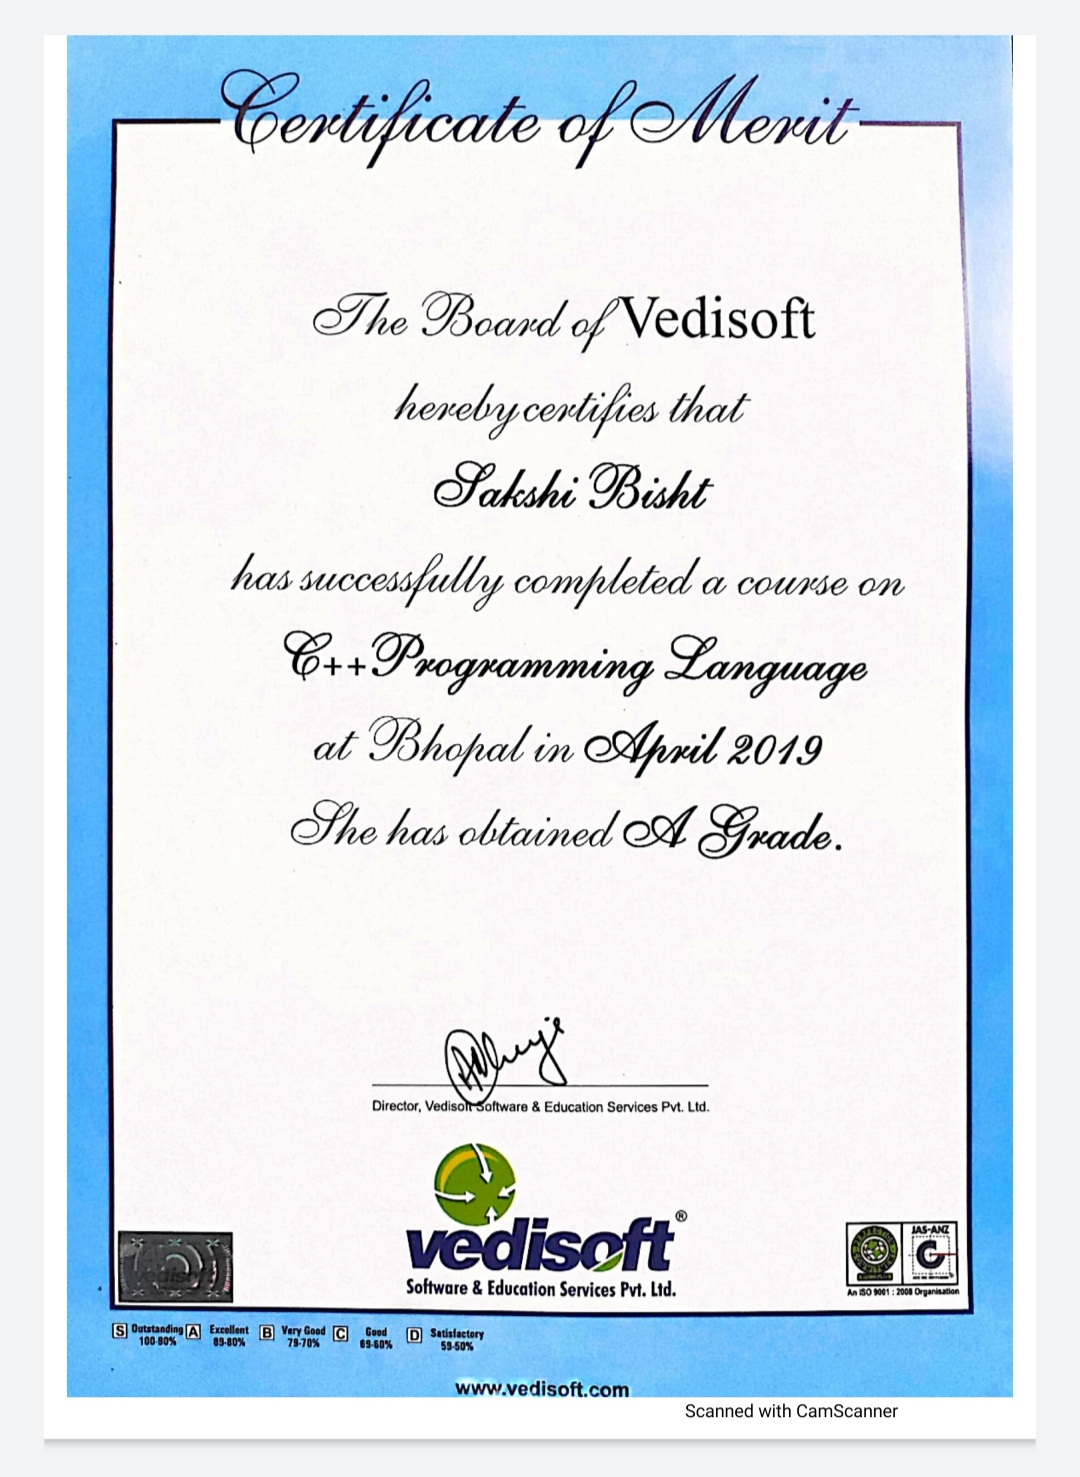 Certificate of Merit
The Board of Vedisoft
hereby certifies that
Sakshi Bisht
has successfully completed a course on
C++ Programming Language
at Bhopal in April 2019
She has obtained A Grade.
Director, Vedisoft Software & Education Services Pvt. Ltd.
vedisoft®
Software & Education Services Pvt. Ltd.
vedisoft
JAS-ANZ
An ISO 9001 : 2008 Organisation
S Outstanding 100-90% A Excellent 89-80% B Very Good 79-70% C Good 69-60% D Satisfactory 59-50%
www.vedisoft.com
Scanned with CamScanner